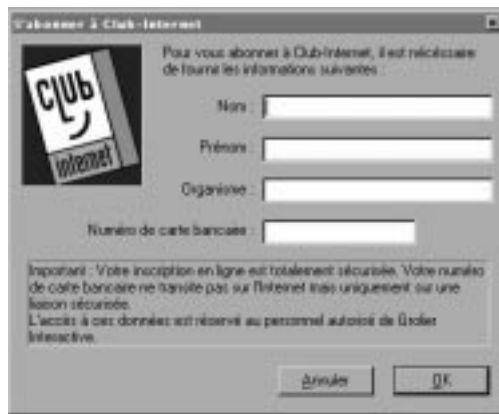 S'abonner à Club-Internet
Pour vous abonner à Club-Internet, il est nécéssaire
de fournir les informations suivantes :
CLUB
internet
Nom :
Prénom :
Organisme :
Numéro de carte bancaire :
Important : Votre inscription en ligne est totalement sécurisée. Votre numéro
de carte bancaire ne transite pas sur l'Internet mais uniquement sur une
liaison sécurisée.
L'accès à ces données est réservé au personnel autorisé de Grolier
Interactive.
Annuler
OK